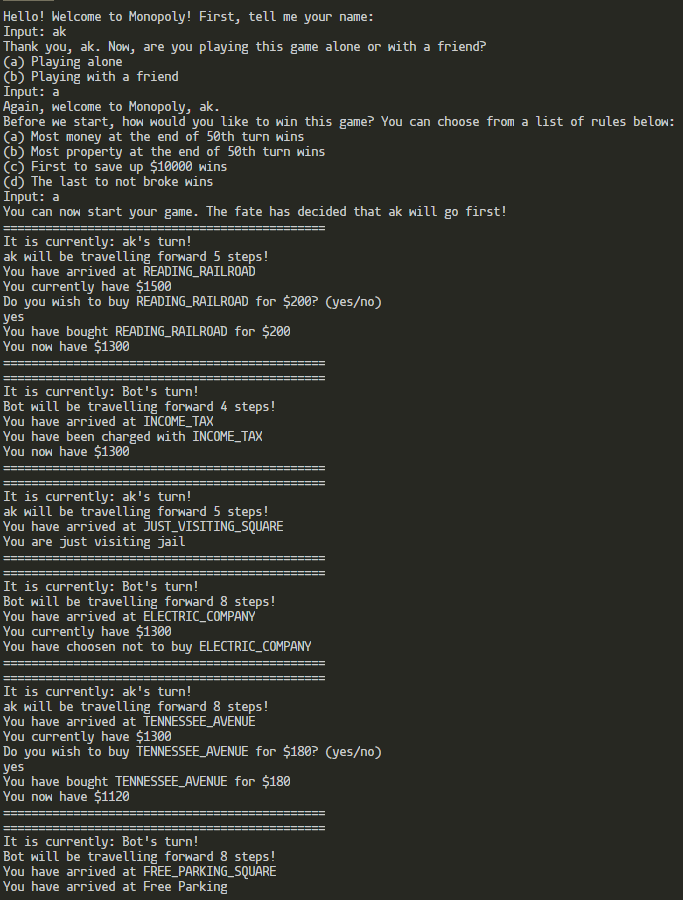 Hello! Welcome to Monopoly! First, tell me your name:
Input: ak
Thank you, ak. Now, are you playing this game alone or with a friend?
(a) Playing alone
(b) Playing with a friend
Input: a
Again, welcome to Monopoly, ak.
Before we start, how would you like to win this game? You can choose from a list of rules below:
(a) Most money at the end of 50th turn wins
(b) Most property at the end of 50th turn wins
(c) First to save up $10000 wins
(d) The last to not broke wins
Input: a
You can now start your game. The fate has decided that ak will go first!
==============================================
It is currently: ak's turn!
ak will be travelling forward 5 steps!
You have arrived at READING_RAILROAD
You currently have $1500
Do you wish to buy READING_RAILROAD for $200? (yes/no)
yes
You have bought READING_RAILROAD for $200
You now have $1300
==============================================
==============================================
It is currently: Bot's turn!
Bot will be travelling forward 4 steps!
You have arrived at INCOME_TAX
You have been charged with INCOME_TAX
You now have $1300
==============================================
==============================================
It is currently: ak's turn!
ak will be travelling forward 5 steps!
You have arrived at JUST_VISITING_SQUARE
You are just visiting jail
==============================================
==============================================
It is currently: Bot's turn!
Bot will be travelling forward 8 steps!
You have arrived at ELECTRIC_COMPANY
You currently have $1300
You have choosen not to buy ELECTRIC_COMPANY
==============================================
==============================================
It is currently: ak's turn!
ak will be travelling forward 8 steps!
You have arrived at TENNESSEE_AVENUE
You currently have $1300
Do you wish to buy TENNESSEE_AVENUE for $180? (yes/no)
yes
You have bought TENNESSEE_AVENUE for $180
You now have $1120
==============================================
==============================================
It is currently: Bot's turn!
Bot will be travelling forward 8 steps!
You have arrived at FREE_PARKING_SQUARE
You have arrived at Free Parking